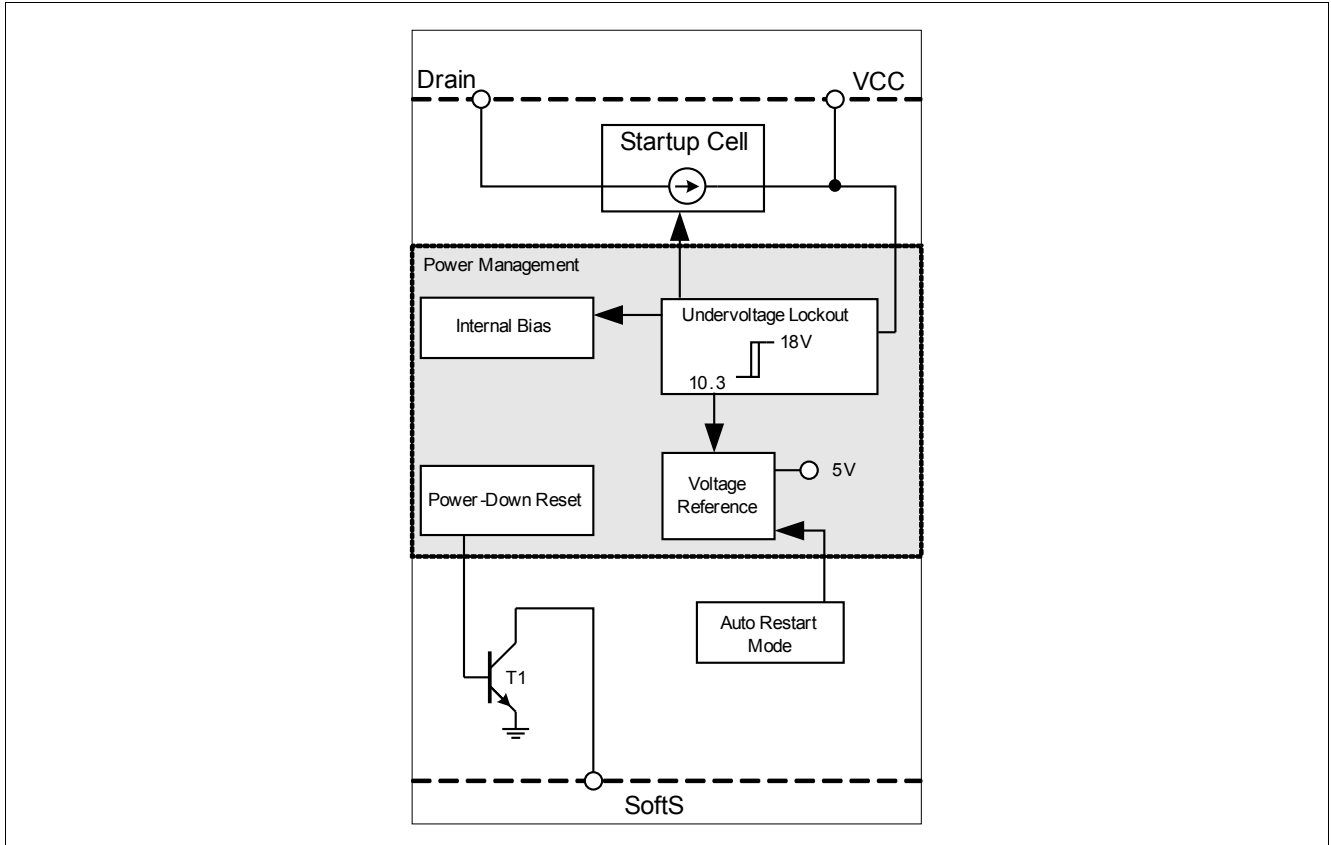 Drain
VCC
Startup Cell
Power Management
Internal Bias
Undervoltage Lockout
18V
10.3
Power-Down Reset
Voltage
Reference
5V
Auto Restart
Mode
T1
SoftS